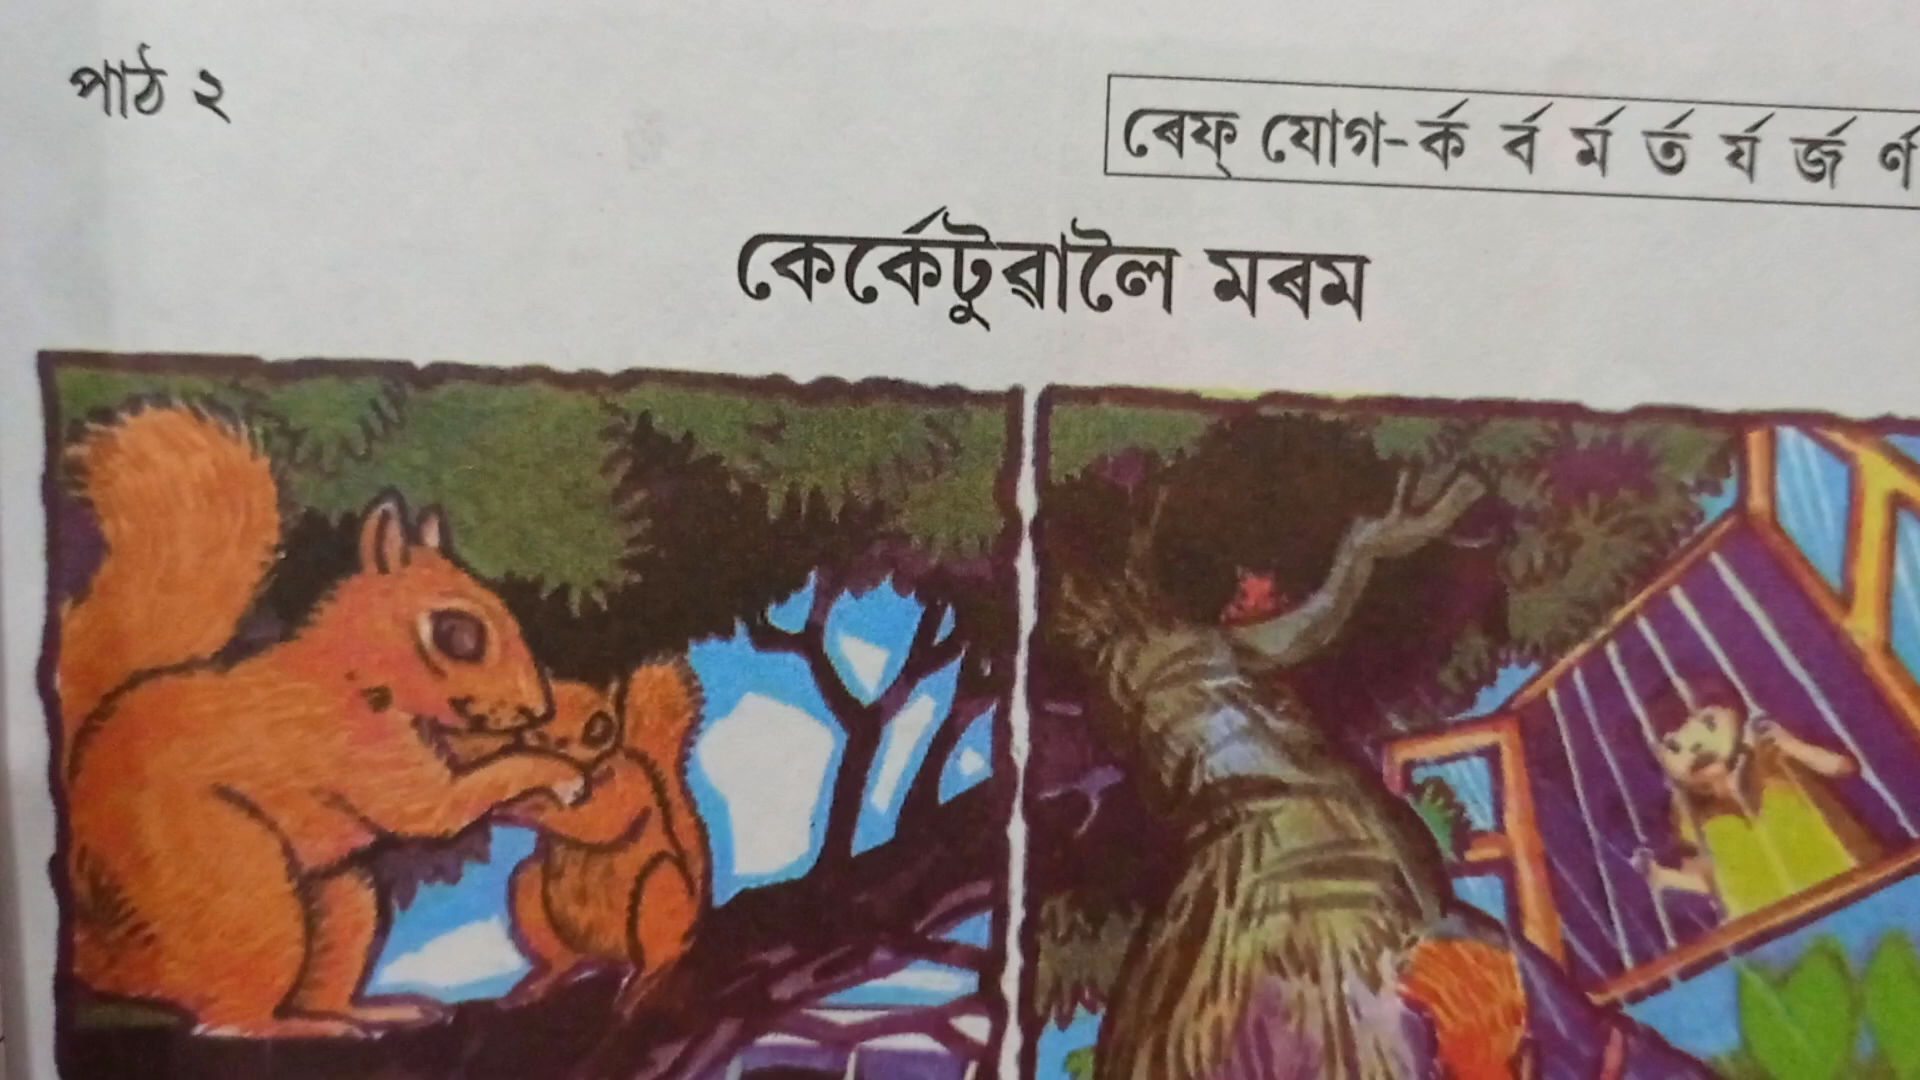 পাঠ ২
ৰেফ্ যোগ- ৰ্ক ৰ্ব ৰ্ম ৰ্ত ৰ্য ৰ্জ ৰ্ণ
কেৰ্কেটুৱালৈ মৰম